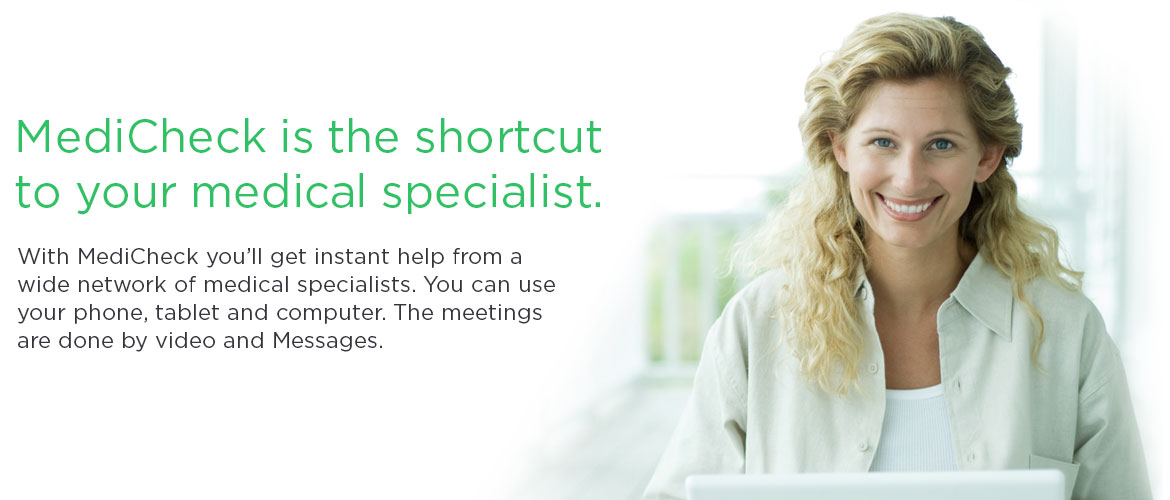 MediCheck is the shortcut
to your medical specialist.
With MediCheck you’ll get instant help from a
wide network of medical specialists. You can use
your phone, tablet and computer. The meetings
are done by video and Messages.